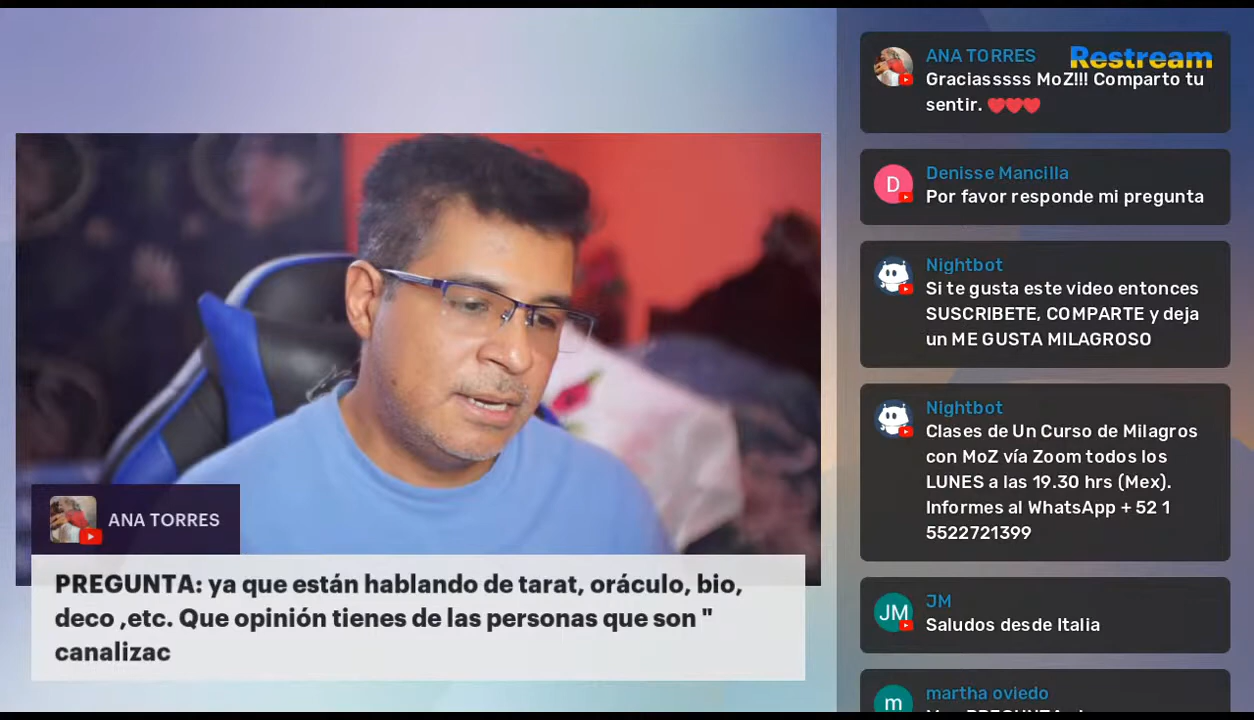 ANA TORRES
Restream
Graciasssss MoZ!!! Comparto tu
sentir. ❤️❤️❤️
D
Denisse Mancilla
Por favor responde mi pregunta
Nightbot
Si te gusta este video entonces
SUSCRIBETE, COMPARTE y deja
un ME GUSTA MILAGROSO
Nightbot
Clases de Un Curso de Milagros
con MoZ vía Zoom todos los
LUNES a las 19.30 hrs (Mex).
Informes al WhatsApp + 52 1
5522721399
JM
JM
Saludos desde Italia
m
martha oviedo
ANA TORRES
PREGUNTA: ya que están hablando de tarat, oráculo, bio,
deco ,etc. Que opinión tienes de las personas que son "
canalizac